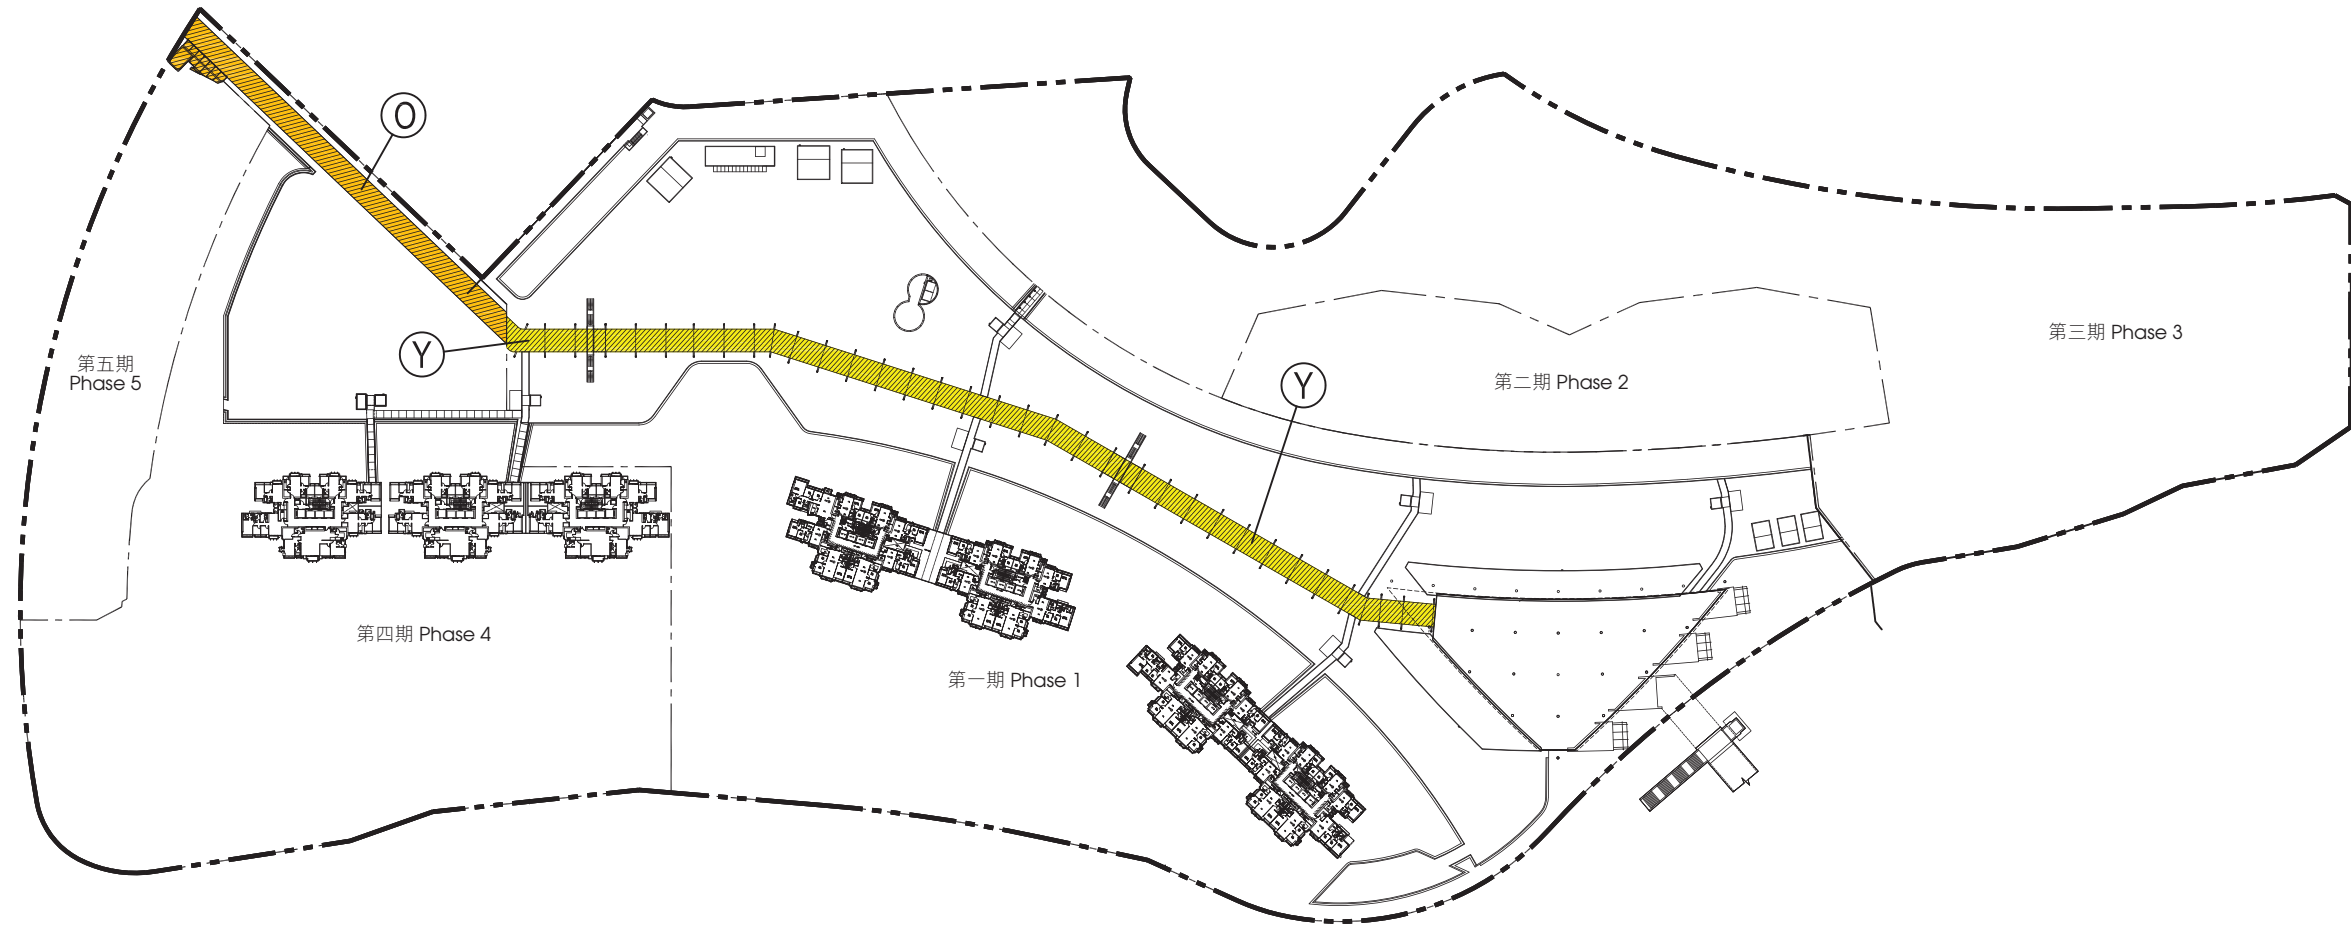 O
第三期 Phase 3
Y
第五期
Phase 5
第二期 Phase 2
Y
第四期 Phase 4
第一期 Phase 1